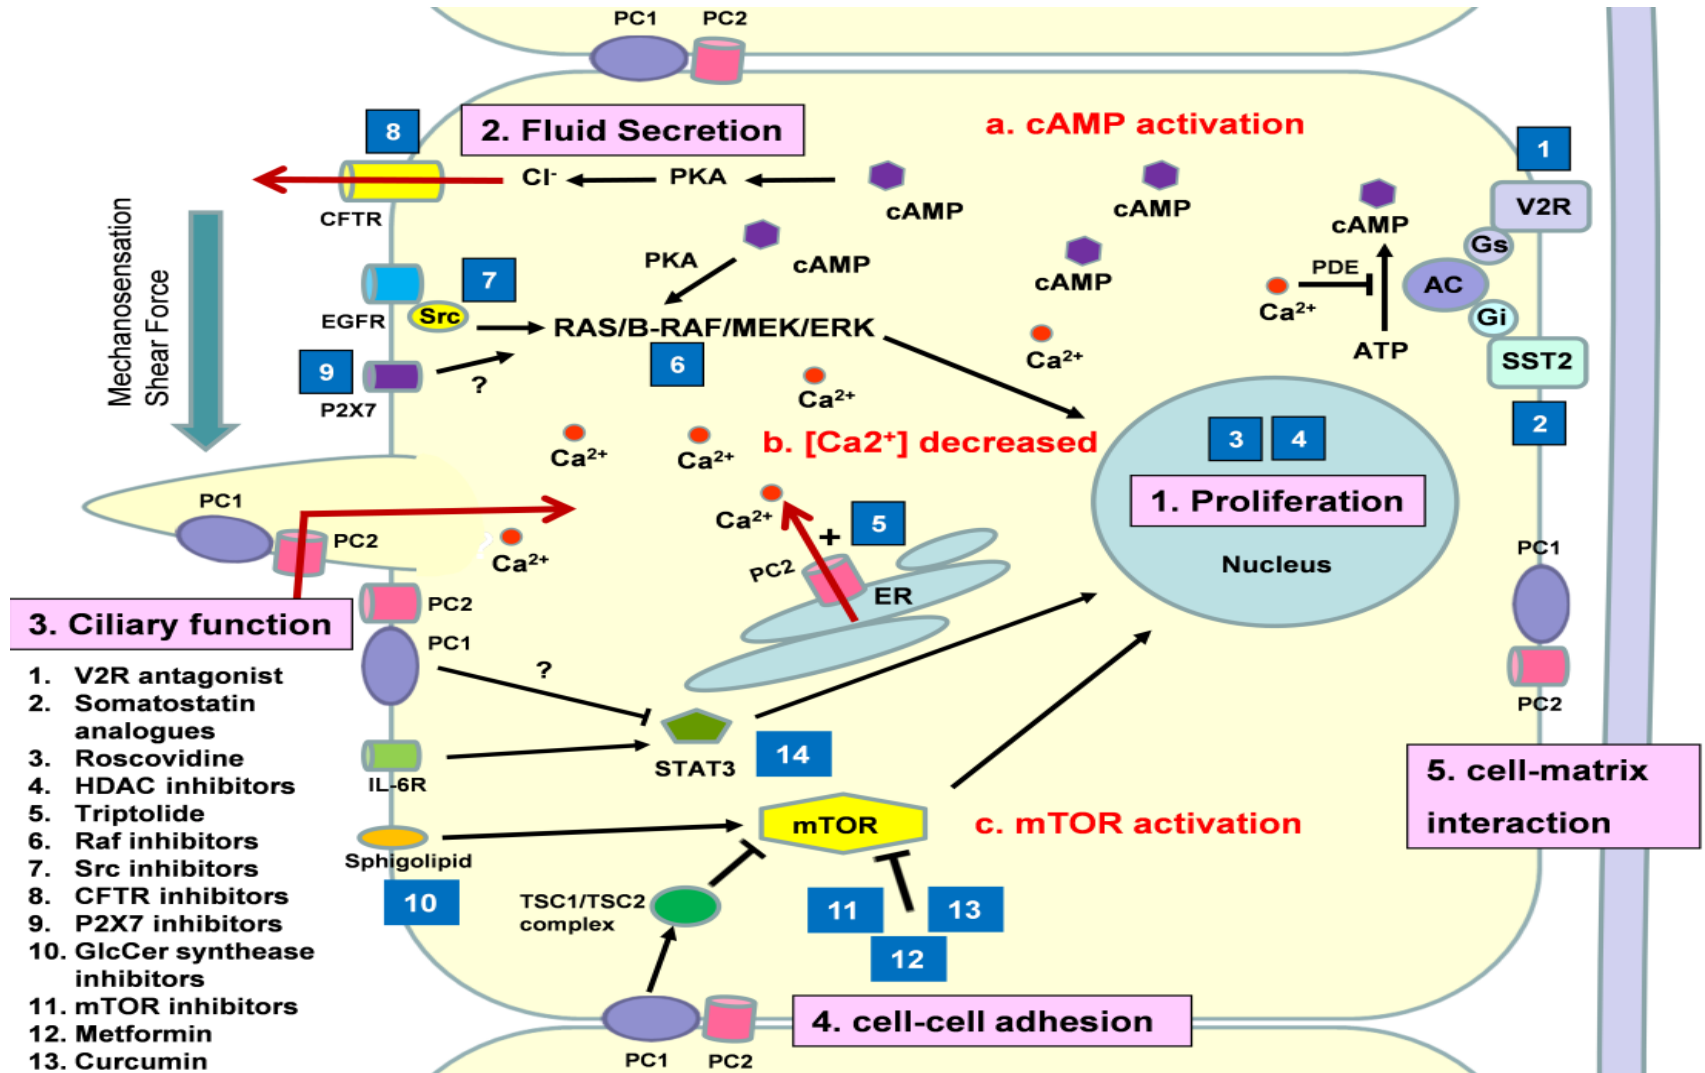 PC1
PC2
8
2. Fluid Secretion
a. cAMP activation
1
Cl-
PKA
cAMP
cAMP
cAMP
V2R
CFTR
Mechanosensation
Shear Force
PKA
cAMP
cAMP
Gs
PDE
AC
Ca2+
Gi
7
EGFR
Src
RAS/B-RAF/MEK/ERK
6
Ca2+
ATP
SST2
9
?
P2X7
Ca2+
2
Ca2+
Ca2+
b. [Ca2+] decreased
3
4
1. Proliferation
Nucleus
PC1
PC2
?
Ca2+
Ca2+
+
5
PC2
ER
PC1
PC2
PC2
PC1
3. Ciliary function
?
STAT3
14
IL-6R
mTOR
c. mTOR activation
Sphigolipid
10
TSC1/TSC2
complex
11
13
12
5. cell-matrix
interaction
4. cell-cell adhesion
PC1
PC2
1. V2R antagonist
2. Somatostatin
analogues
3. Roscovidine
4. HDAC inhibitors
5. Triptolide
6. Raf inhibitors
7. Src inhibitors
8. CFTR inhibitors
9. P2X7 inhibitors
10. GlcCer synthease
inhibitors
11. mTOR inhibitors
12. Metformin
13. Curcumin